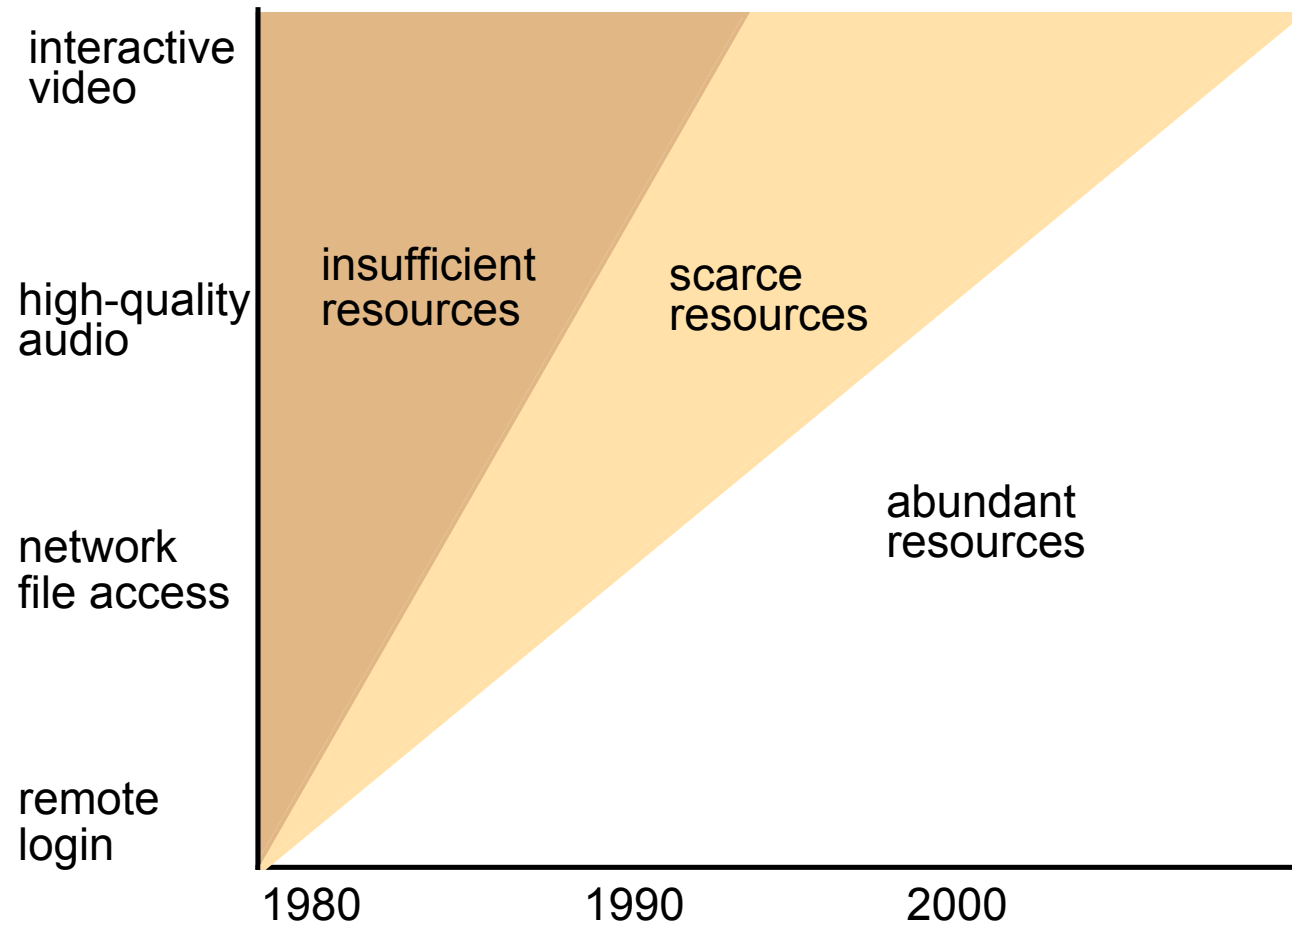 interactive
video
insufficient
resources
scarce
resources
high-quality
audio
abundant
resources
network
file access
remote
login
1980
1990
2000